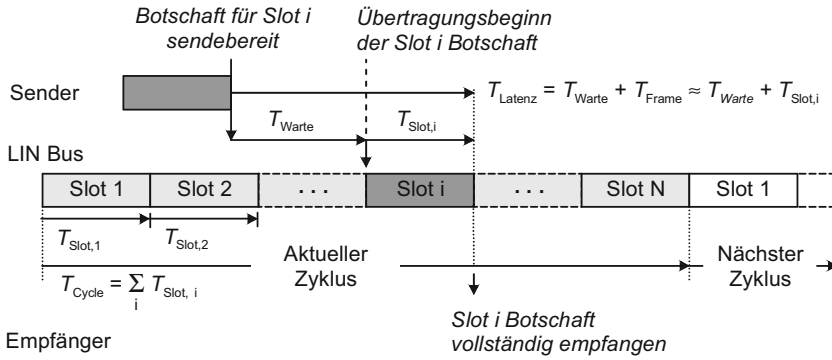 Botschaft für Slot i
sendebereit
Übertragungsbeginn
der Slot i Botschaft
Sender
T_Latenz = T_Warte + T_Frame ≈ T_Warte + T_Slot,i
T_Warte
T_Slot,i
LIN Bus
Slot 1
Slot 2
· · ·
Slot i
· · ·
Slot N
Slot 1
T_Slot,1
T_Slot,2
Aktueller
Zyklus
Nächster
Zyklus
T_Cycle = Σ_i T_Slot, i
Slot i Botschaft
vollständig empfangen
Empfänger